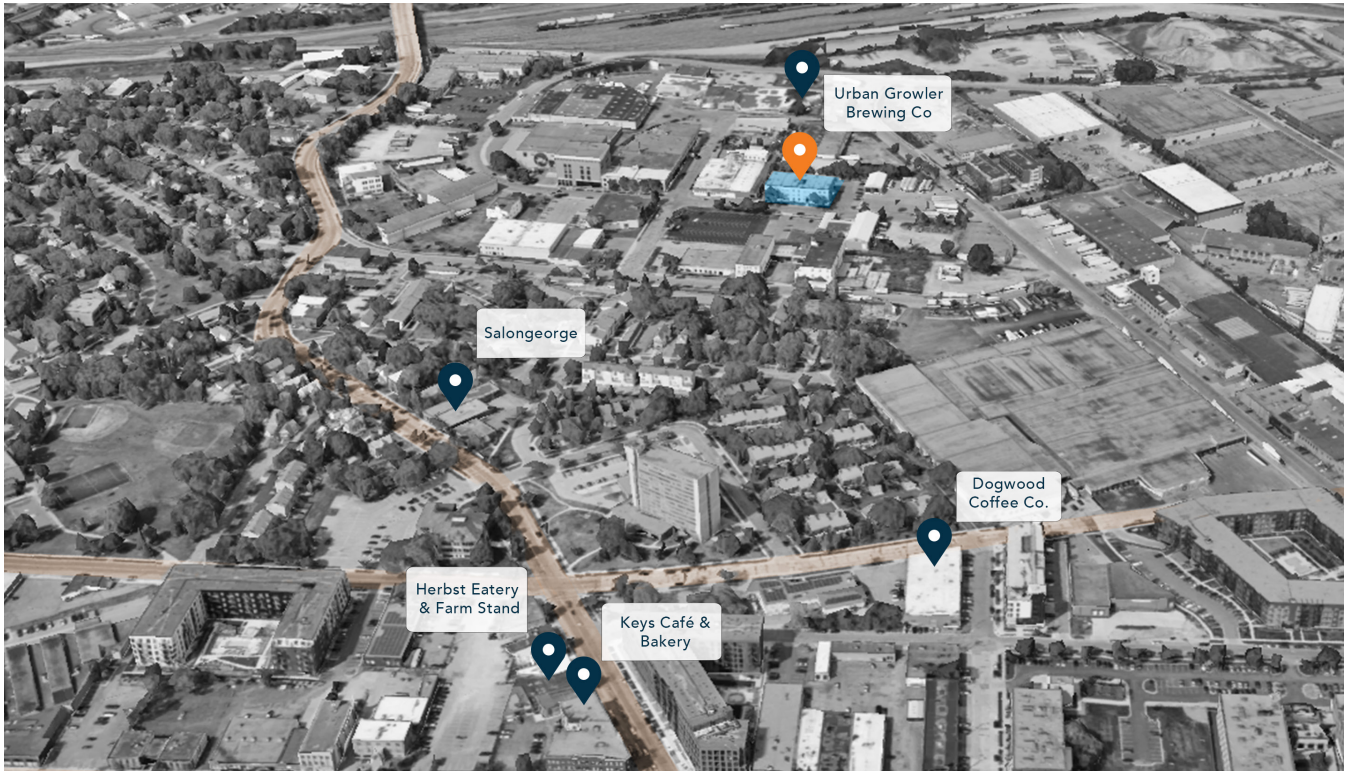 Urban Growler
Brewing Co
Salongeorge
Dogwood
Coffee Co.
Herbst Eatery
& Farm Stand
Keys Café &
Bakery